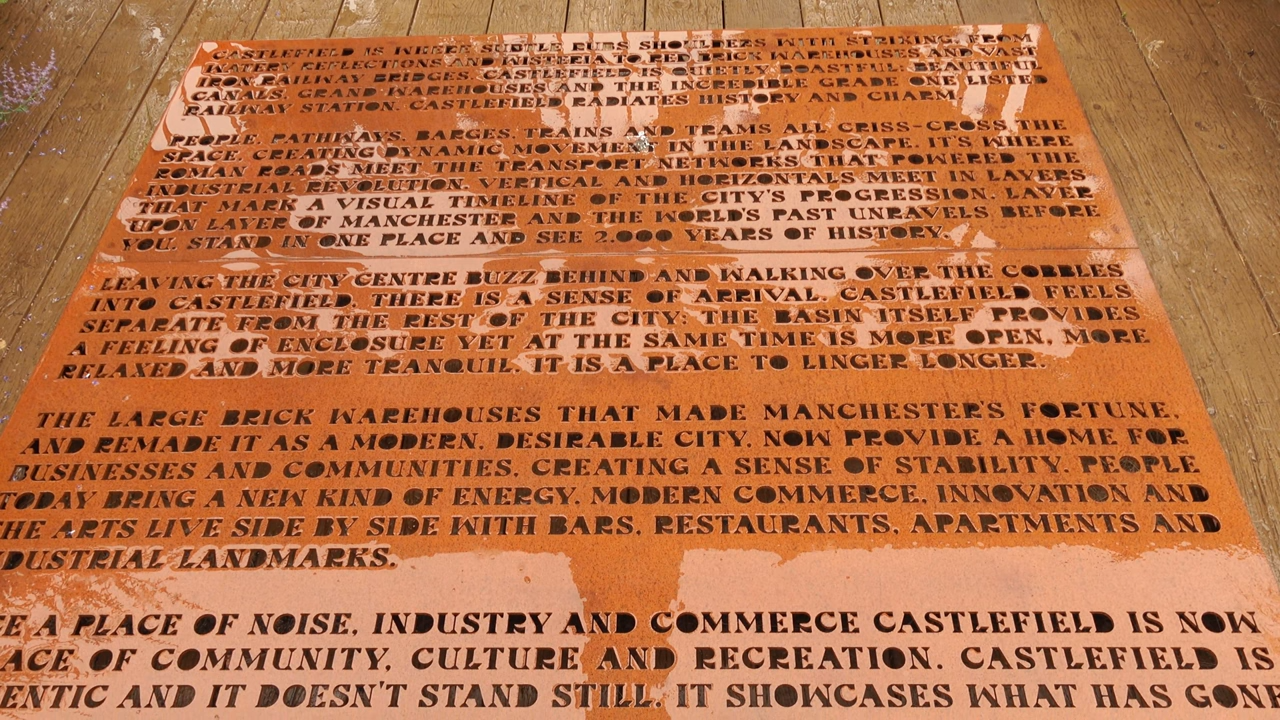 CASTLEFIELD IS WHERE SUBTLE RUBS SHOULDERS WITH STRIKING; FROM
WATERY REFLECTIONS AND WISTERIA TO RED BRICK WAREHOUSES AND VAST
IRON RAILWAY BRIDGES. CASTLEFIELD IS QUIETLY BOASTFUL. BEAUTIFUL
CANALS, GRAND WAREHOUSES AND THE INCREDIBLE GRADE ONE LISTED
RAILWAY STATION. CASTLEFIELD RADIATES HISTORY AND CHARM.
PEOPLE, PATHWAYS, BARGES, TRAINS AND TRAMS ALL CRISS-CROSS THE
SPACE, CREATING DYNAMIC MOVEMENT IN THE LANDSCAPE. IT'S WHERE
ROMAN ROADS MEET THE TRANSPORT NETWORKS THAT POWERED THE
INDUSTRIAL REVOLUTION. VERTICAL AND HORIZONTALS MEET IN LAYERS
THAT MARK A VISUAL TIMELINE OF THE CITY'S PROGRESSION. LAYER
UPON LAYER OF MANCHESTER AND THE WORLD'S PAST UNRAVELS BEFORE
YOU. STAND IN ONE PLACE AND SEE 2,000 YEARS OF HISTORY.
LEAVING THE CITY CENTRE BUZZ BEHIND AND WALKING OVER THE COBBLES
INTO CASTLEFIELD, THERE IS A SENSE OF ARRIVAL. CASTLEFIELD FEELS
SEPARATE FROM THE REST OF THE CITY; THE BASIN ITSELF PROVIDES
A FEELING OF ENCLOSURE YET AT THE SAME TIME IS MORE OPEN, MORE
RELAXED AND MORE TRANQUIL. IT IS A PLACE TO LINGER LONGER.
THE LARGE BRICK WAREHOUSES THAT MADE MANCHESTER'S FORTUNE,
AND REMADE IT AS A MODERN, DESIRABLE CITY, NOW PROVIDE A HOME FOR
BUSINESSES AND COMMUNITIES, CREATING A SENSE OF STABILITY. PEOPLE
TODAY BRING A NEW KIND OF ENERGY. MODERN COMMERCE, INNOVATION AND
THE ARTS LIVE SIDE BY SIDE WITH BARS, RESTAURANTS, APARTMENTS AND
DUSTRIAL LANDMARKS.
CE A PLACE OF NOISE, INDUSTRY AND COMMERCE CASTLEFIELD IS NOW
ACE OF COMMUNITY, CULTURE AND RECREATION. CASTLEFIELD IS
ENTIC AND IT DOESN'T STAND STILL. IT SHOWCASES WHAT HAS GONE